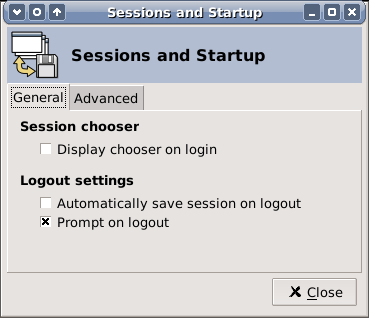 Sessions and Startup
Sessions and Startup
General
Advanced
Session chooser
Display chooser on login
Logout settings
Automatically save session on logout
Prompt on logout
Close